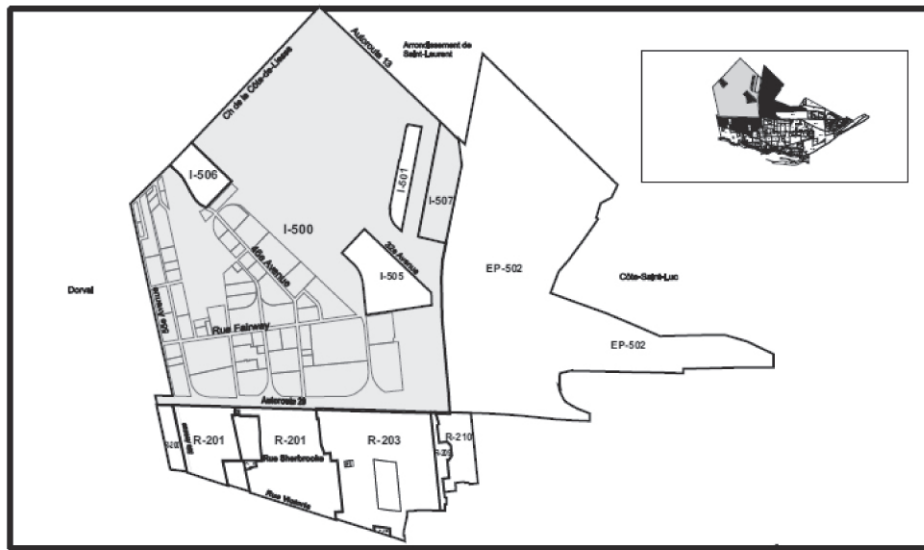 Autoroute 13
Arrondissement de
Saint-Laurent
Ch de la Côte-de-Liesse
I-506
I-501
I-507
I-500
46e Avenue
32e Avenue
I-505
EP-502
Côte-Saint-Luc
Dorval
55e Avenue
Rue Fairway
EP-502
Autoroute 20
R-201
R-201
R-203
R-210
Rue Sherbrooke
Rue Victoria